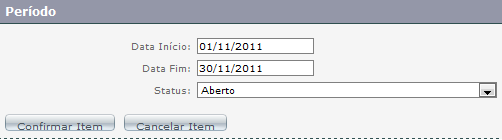 Período
Data Início: 01/11/2011
Data Fim: 30/11/2011
Status: Aberto
Confirmar Item Cancelar Item